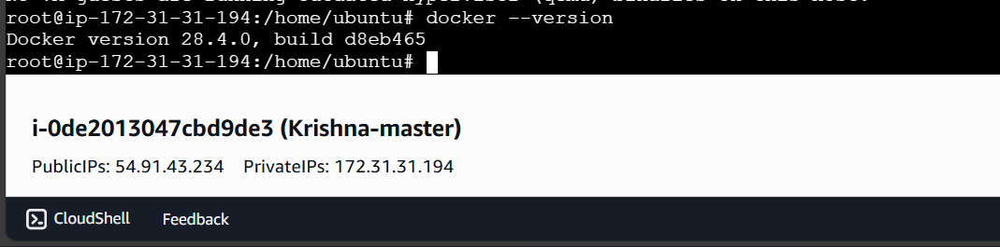 root@ip-172-31-31-194:/home/ubuntu# docker --version
Docker version 28.4.0, build d8eb465
root@ip-172-31-31-194:/home/ubuntu#
i-0de2013047cbd9de3 (Krishna-master)
PublicIPs: 54.91.43.234 PrivateIPs: 172.31.31.194
CloudShell Feedback